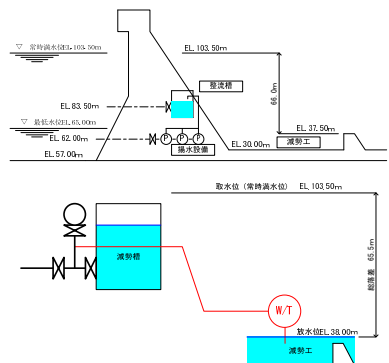 常時満水位EL.103.50m
EL.103.50m
整流槽
EL.83.50m
66.0m
最低水位EL.65.00m
EL.62.00m
P P P
揚水設備
EL.37.50m
減勢工
EL.30.00m
EL.57.00m
取水位(常時満水位) EL.103.50m
減勢槽
総落差 65.5m
W/T
放水位EL.38.00m
減勢工